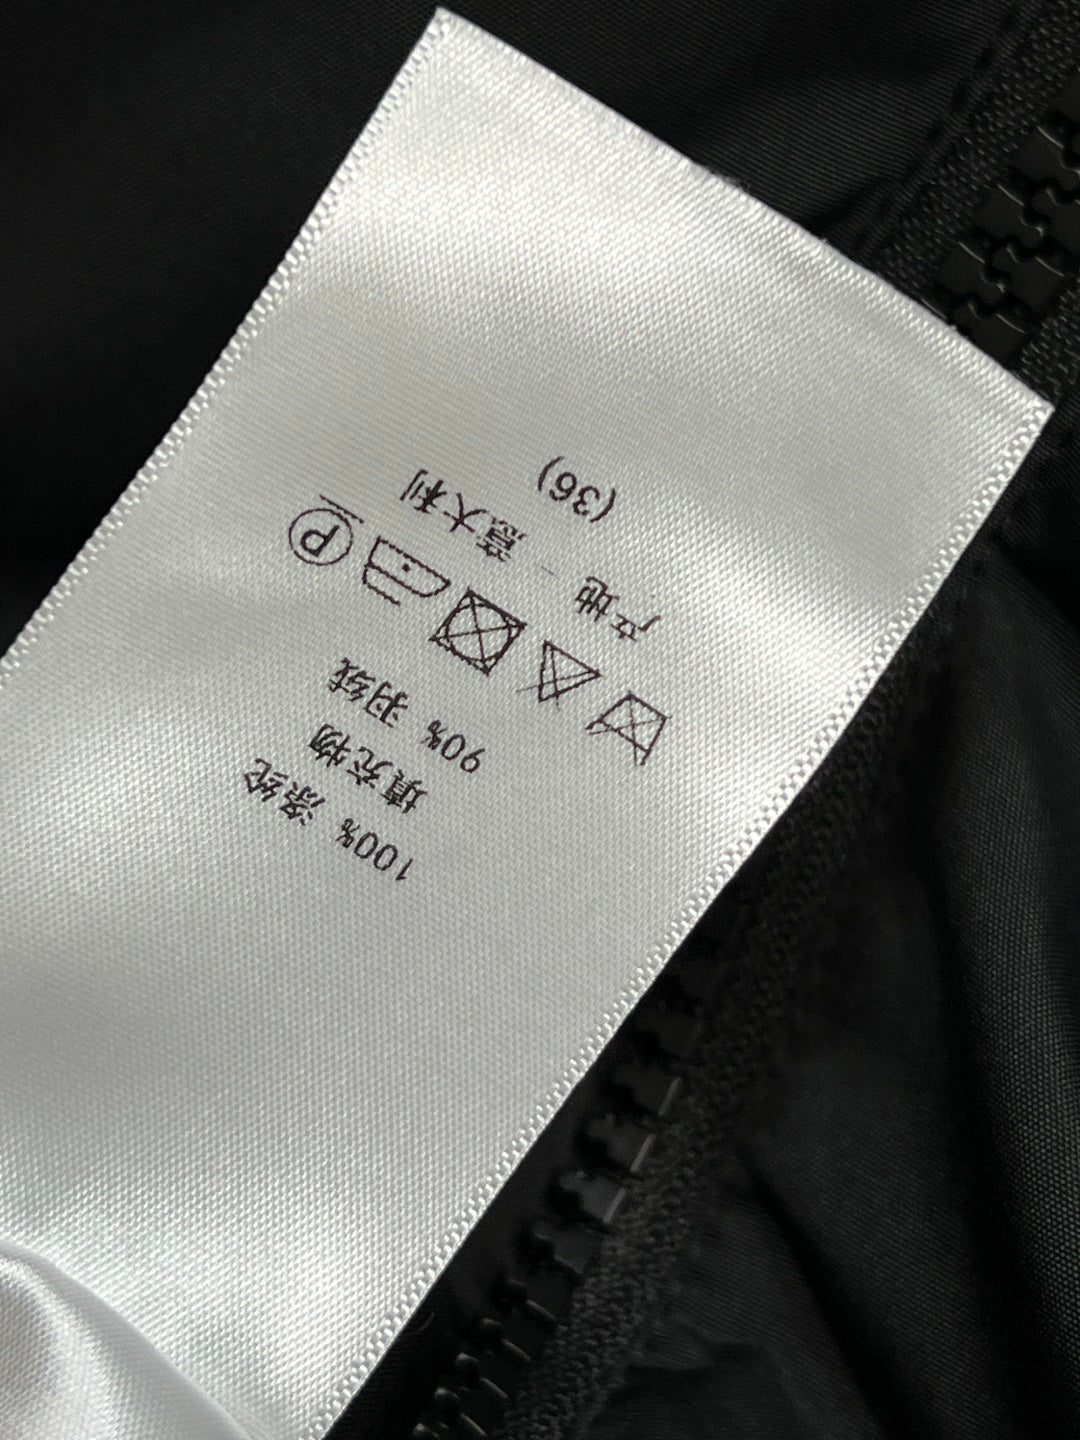 100% 涤纶
填充物
90% 羽绒
P
产地 - 意大利
(36)